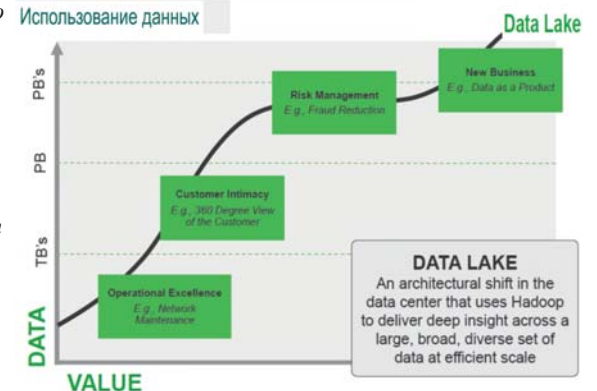 Использование данных
Data Lake
PB's
PB
TB's
DATA
VALUE
New Business
E.g., Data as a Product
Risk Management
E.g., Fraud Reduction
Customer Intimacy
E.g., 360 Degree View
of the Customer
Operational Excellence
E.g., Network
Maintenance
DATA LAKE
An architectural shift in the
data center that uses Hadoop
to deliver deep insight across a
large, broad, diverse set of
data at efficient scale